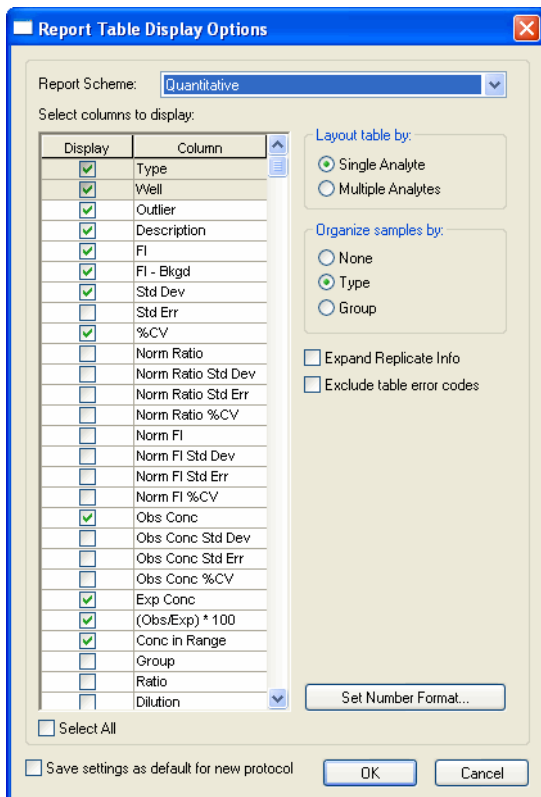 Report Table Display Options
Report Scheme: Quantitative
Select columns to display:
Display Column
Type
Well
Outlier
Description
FI
FI - Bkgd
Std Dev
Std Err
%CV
Norm Ratio
Norm Ratio Std Dev
Norm Ratio Std Err
Norm Ratio %CV
Norm FI
Norm FI Std Dev
Norm FI Std Err
Norm FI %CV
Obs Conc
Obs Conc Std Dev
Obs Conc Std Err
Obs Conc %CV
Exp Conc
(Obs/Exp) * 100
Conc in Range
Group
Ratio
Dilution
Select All
Layout table by:
Single Analyte
Multiple Analytes
Organize samples by:
None
Type
Group
Expand Replicate Info
Exclude table error codes
Set Number Format...
Save settings as default for new protocol
OK
Cancel